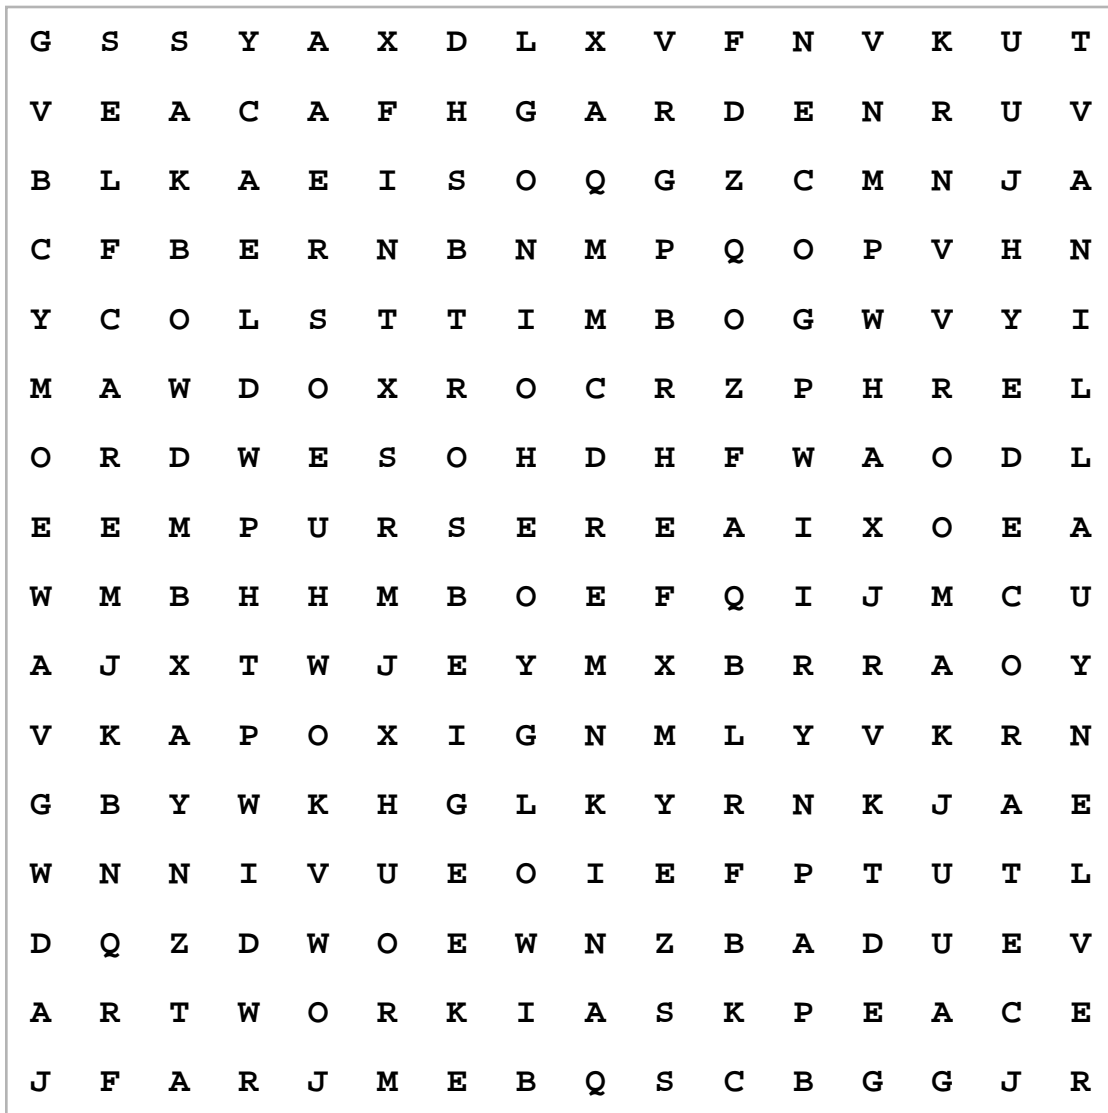 G S S Y A X D L X V F N V K U T
V E A C A F H G A R D E N R U V
B L K A E I S O Q G Z C M N J A
C F B E R N B N M P Q O P V H N
Y C O L S T T I M B O G W V Y I
M A W D O X R O C R Z P H R E L
O R D W E S O H D H F W A O D L
E E M P U R S E R E A I X O E A
W M B H H M B O E F Q I J M C U
A J X T W J E Y M X B R R A O Y
V K A P O X I G N M L Y V K R N
G B Y W K H G L K Y R N K J A E
W N N I V U E O I E F P T U T L
D Q Z D W O E W N Z B A D U E V
A R T W O R K I A S K P E A C E
J F A R J M E B Q S C B G G J R